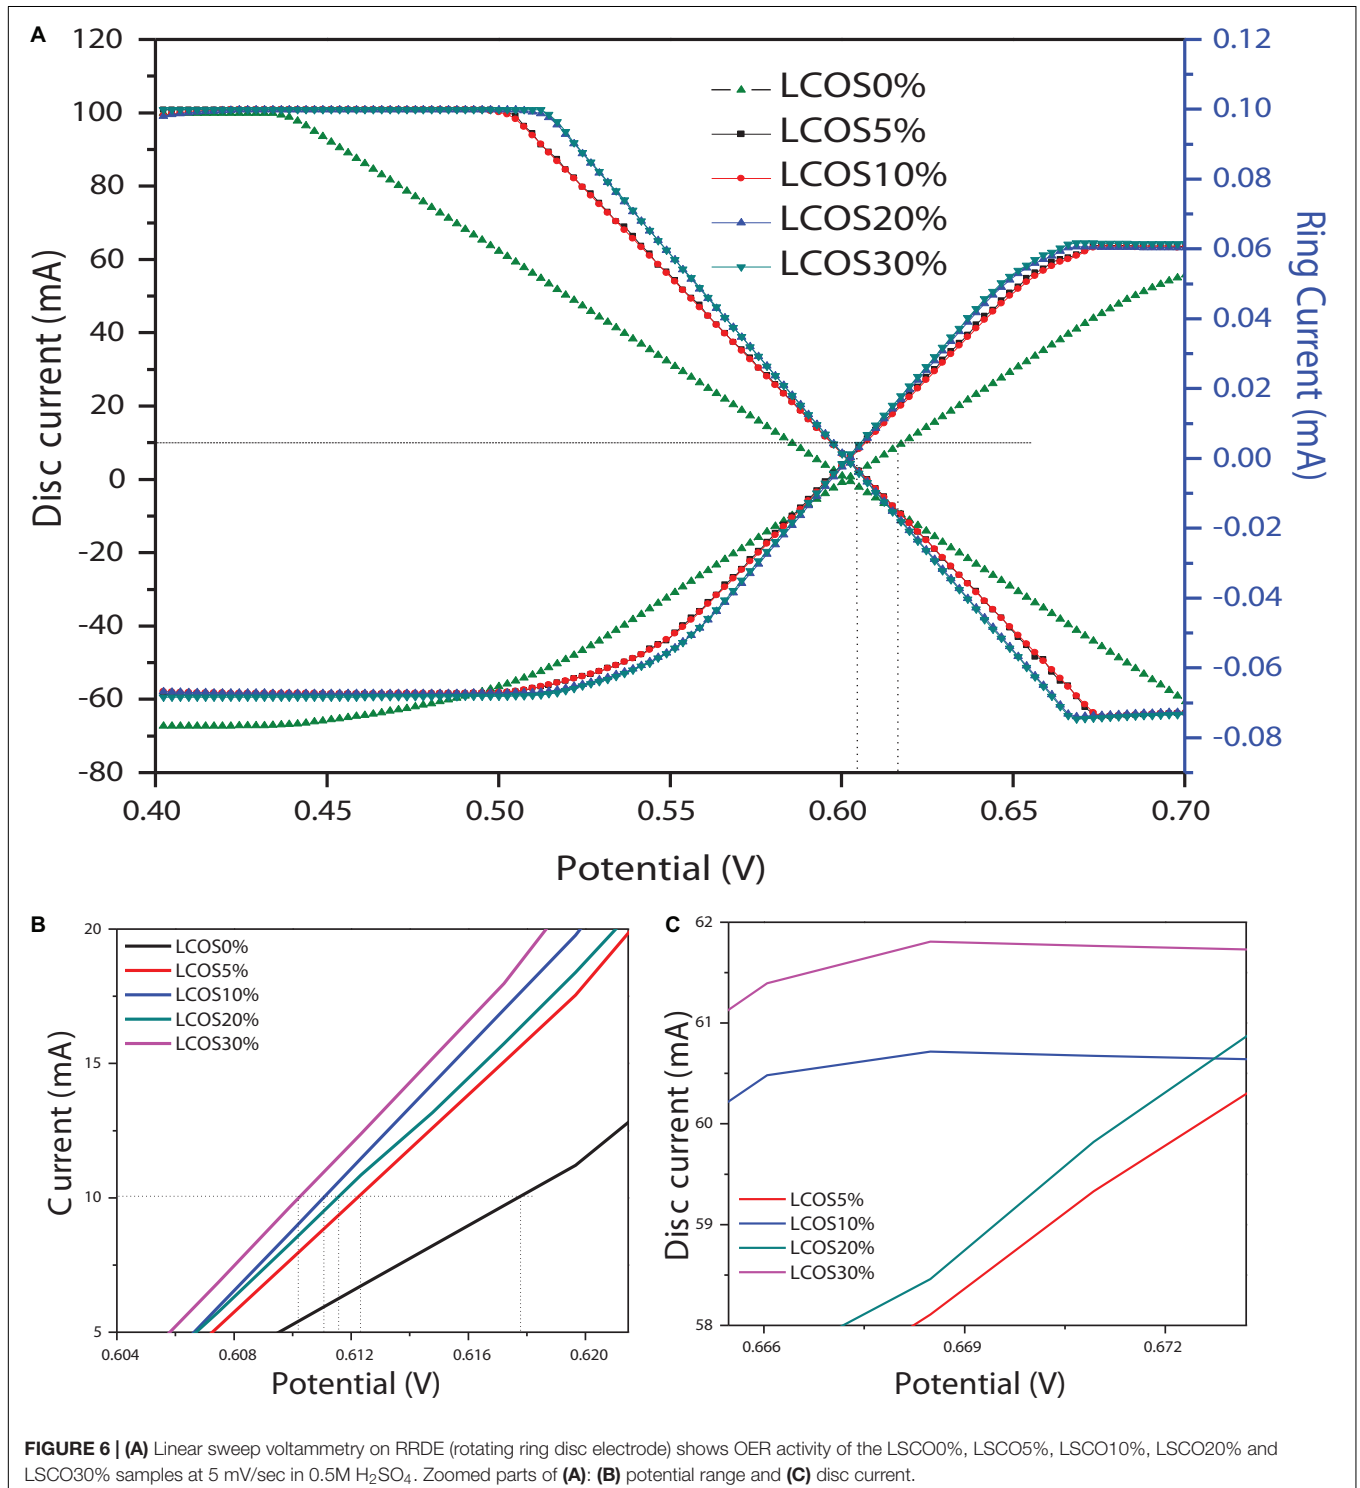 A
120
100
80
60
40
20
0
-20
-40
-60
-80
Disc current (mA)
0.12
0.10
0.08
0.06
0.04
0.02
0.00
-0.02
-0.04
-0.06
-0.08
Ring Current (mA)
LCOS0%
LCOS5%
LCOS10%
LCOS20%
LCOS30%
0.40 0.45 0.50 0.55 0.60 0.65 0.70
Potential (V)
B
20
15
10
5
Current (mA)
LCOS0%
LCOS5%
LCOS10%
LCOS20%
LCOS30%
0.604 0.608 0.612 0.616 0.620
Potential (V)
C
62
61
60
59
58
Disc current (mA)
LCOS5%
LCOS10%
LCOS20%
LCOS30%
0.666 0.669 0.672
Potential (V)
FIGURE 6 | (A) Linear sweep voltammetry on RRDE (rotating ring disc electrode) shows OER activity of the LSCO0%, LSCO5%, LSCO10%, LSCO20% and
LSCO30% samples at 5 mV/sec in 0.5M H₂SO₄. Zoomed parts of (A): (B) potential range and (C) disc current.